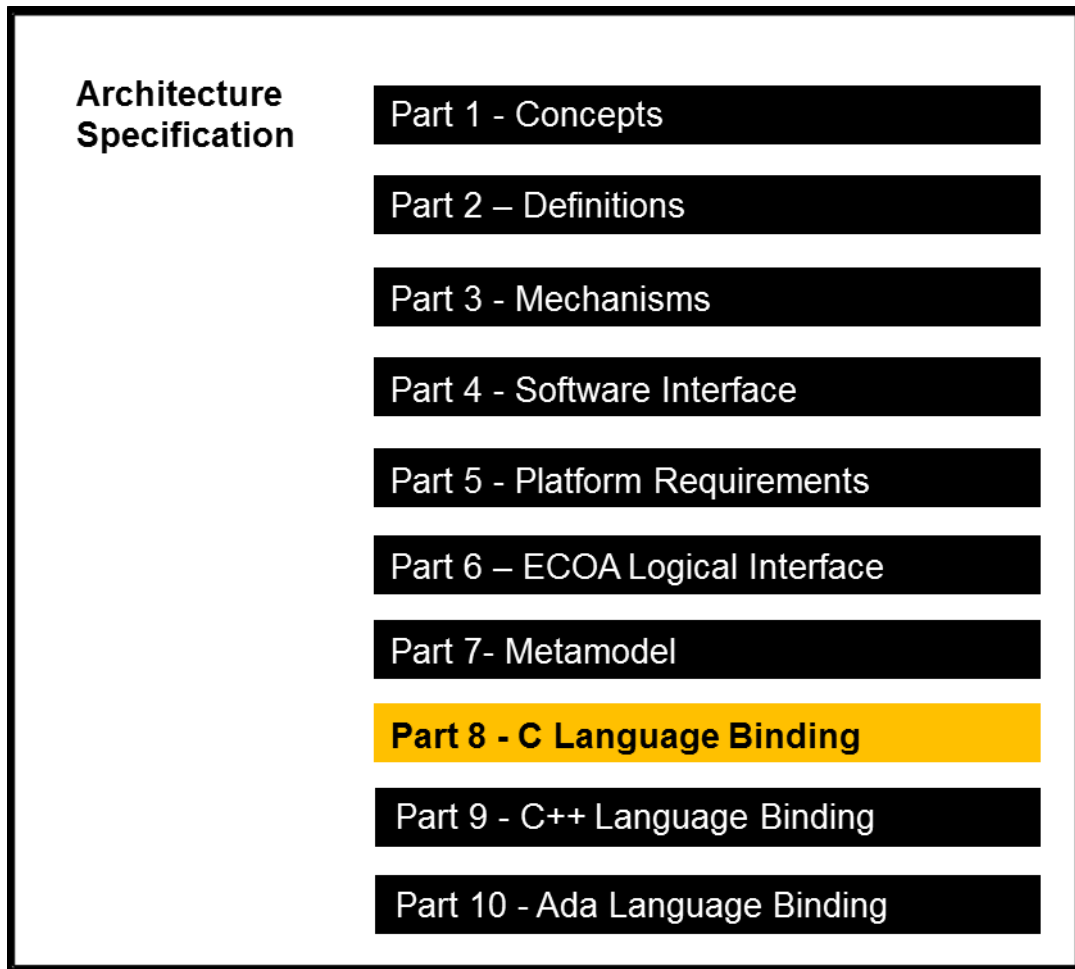 Architecture
Specification
Part 1 - Concepts
Part 2 – Definitions
Part 3 - Mechanisms
Part 4 - Software Interface
Part 5 - Platform Requirements
Part 6 – ECOA Logical Interface
Part 7- Metamodel
Part 8 - C Language Binding
Part 9 - C++ Language Binding
Part 10 - Ada Language Binding